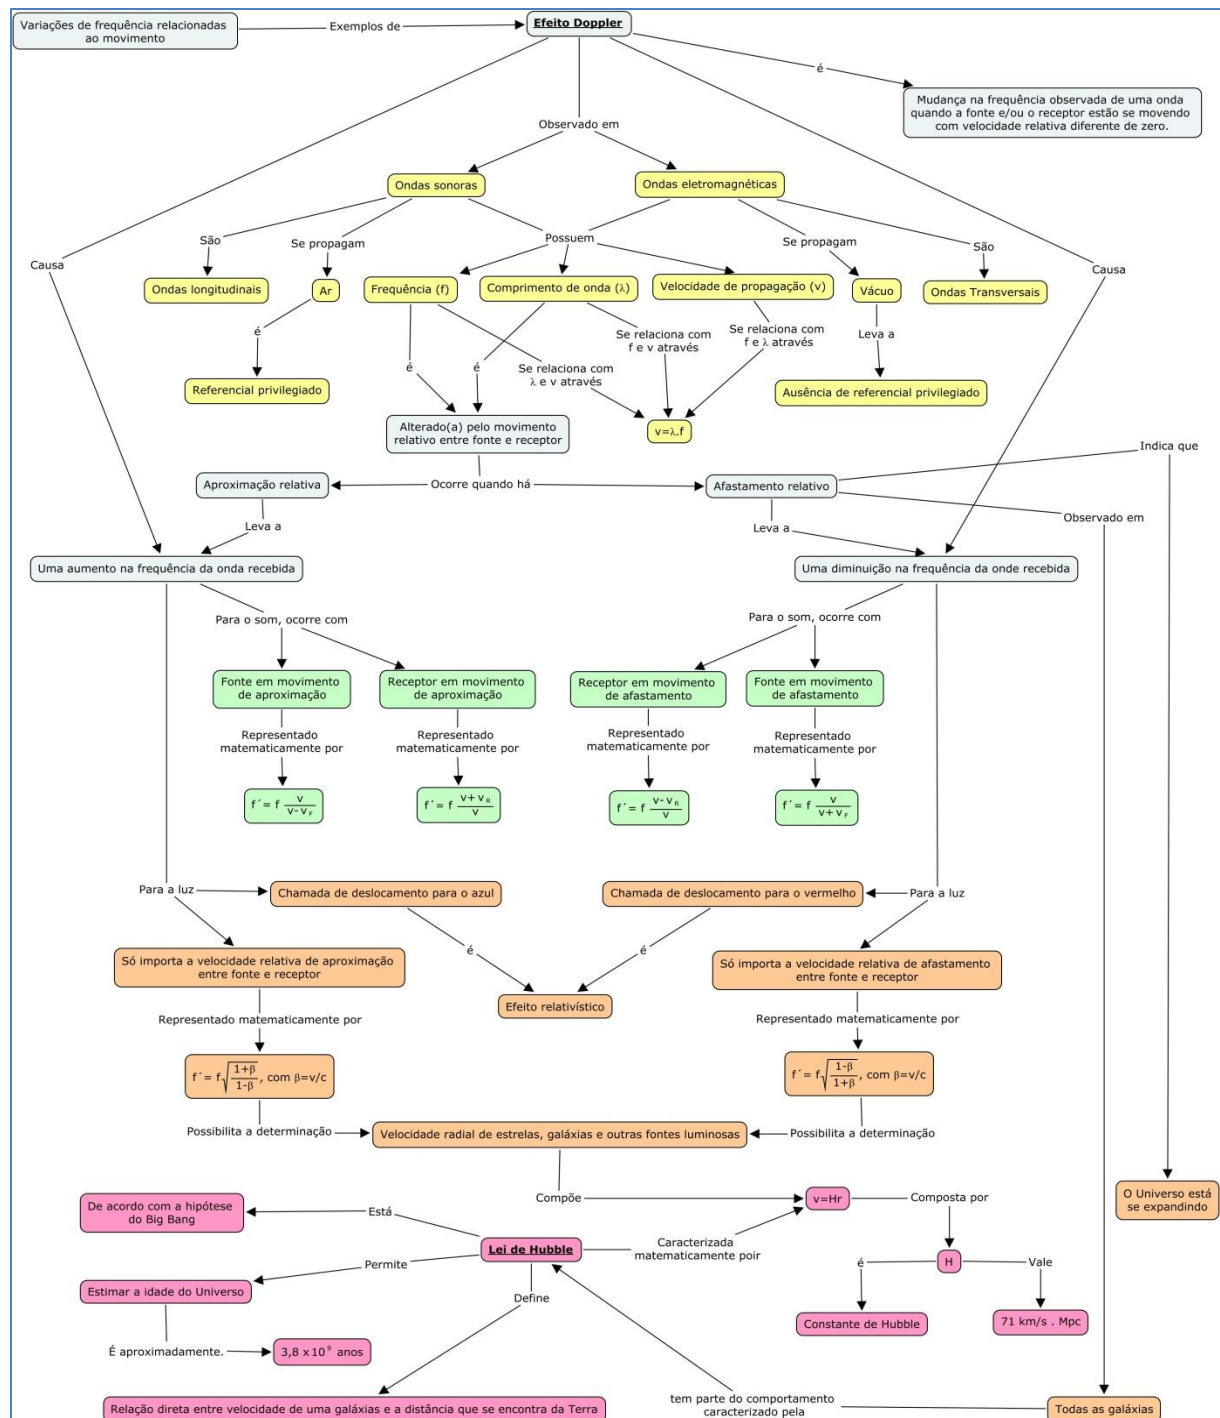 Variações de frequência relacionadas
ao movimento
Exemplos de
Efeito Doppler
é
Mudança na frequência observada de uma onda
quando a fonte e/ou o receptor estão se movendo
com velocidade relativa diferente de zero.
Observado em
Ondas sonoras
Ondas eletromagnéticas
Causa
São
Se propagam
Possuem
Se propagam
São
Causa
Ondas longitudinais
Ar
Frequência (f)
Comprimento de onda (λ)
Velocidade de propagação (v)
Vácuo
Ondas Transversais
é
é
é
Se relaciona com
λ e v através
Se relaciona com
f e v através
Se relaciona com
f e λ através
Leva a
Referencial privilegiado
Ausência de referencial privilegiado
Alterado(a) pelo movimento
relativo entre fonte e receptor
v=λ.f
Indica que
Aproximação relativa
Ocorre quando há
Afastamento relativo
Observado em
Leva a
Leva a
Uma aumento na frequência da onda recebida
Uma diminuição na frequência da onde recebida
Para o som, ocorre com
Para o som, ocorre com
Fonte em movimento
de aproximação
Receptor em movimento
de aproximação
Receptor em movimento
de afastamento
Fonte em movimento
de afastamento
Representado
matematicamente por
Representado
matematicamente por
Representado
matematicamente por
Representado
matematicamente por
f´= f v/(v-v_F)
f´= f (v+v_R)/v
f´= f (v-v_R)/v
f´= f v/(v+v_F)
Para a luz
Chamada de deslocamento para o azul
Chamada de deslocamento para o vermelho
Para a luz
é
é
Só importa a velocidade relativa de aproximação
entre fonte e receptor
Só importa a velocidade relativa de afastamento
entre fonte e receptor
Efeito relativístico
Representado matematicamente por
Representado matematicamente por
f´= f√((1+β)/(1-β)), com β=v/c
f´= f√((1-β)/(1+β)), com β=v/c
Possibilita a determinação
Velocidade radial de estrelas, galáxias e outras fontes luminosas
Possibilita a determinação
Compõe
v=Hr
Composta por
O Universo está
se expandindo
De acordo com a hipótese
do Big Bang
Está
Lei de Hubble
Caracterizada
matematicamente poir
H
Permite
é
Vale
Estimar a idade do Universo
Define
Constante de Hubble
71 km/s . Mpc
É aproximadamente.
3,8 x 10⁹ anos
Relação direta entre velocidade de uma galáxias e a distância que se encontra da Terra
tem parte do comportamento
caracterizado pela
Todas as galáxias